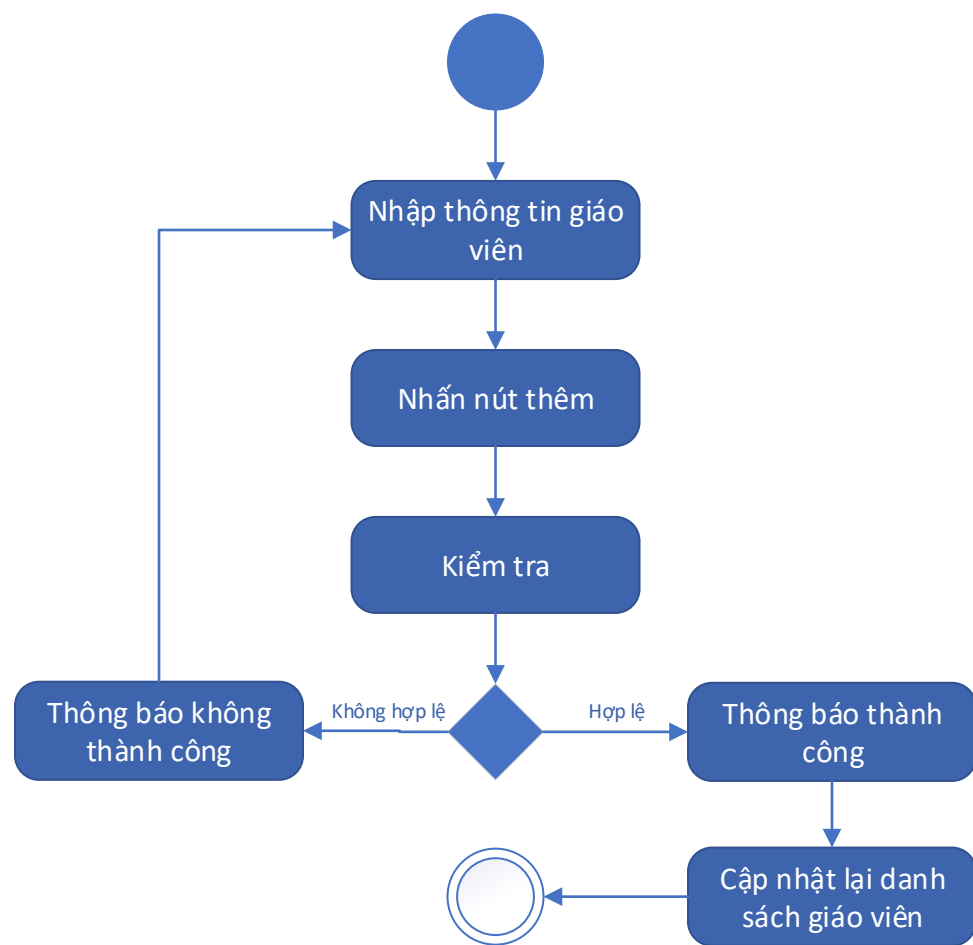 Nhập thông tin giáo
viên
Nhấn nút thêm
Kiểm tra
Thông báo không
thành công
Không hợp lệ
Hợp lệ
Thông báo thành
công
Cập nhật lại danh
sách giáo viên